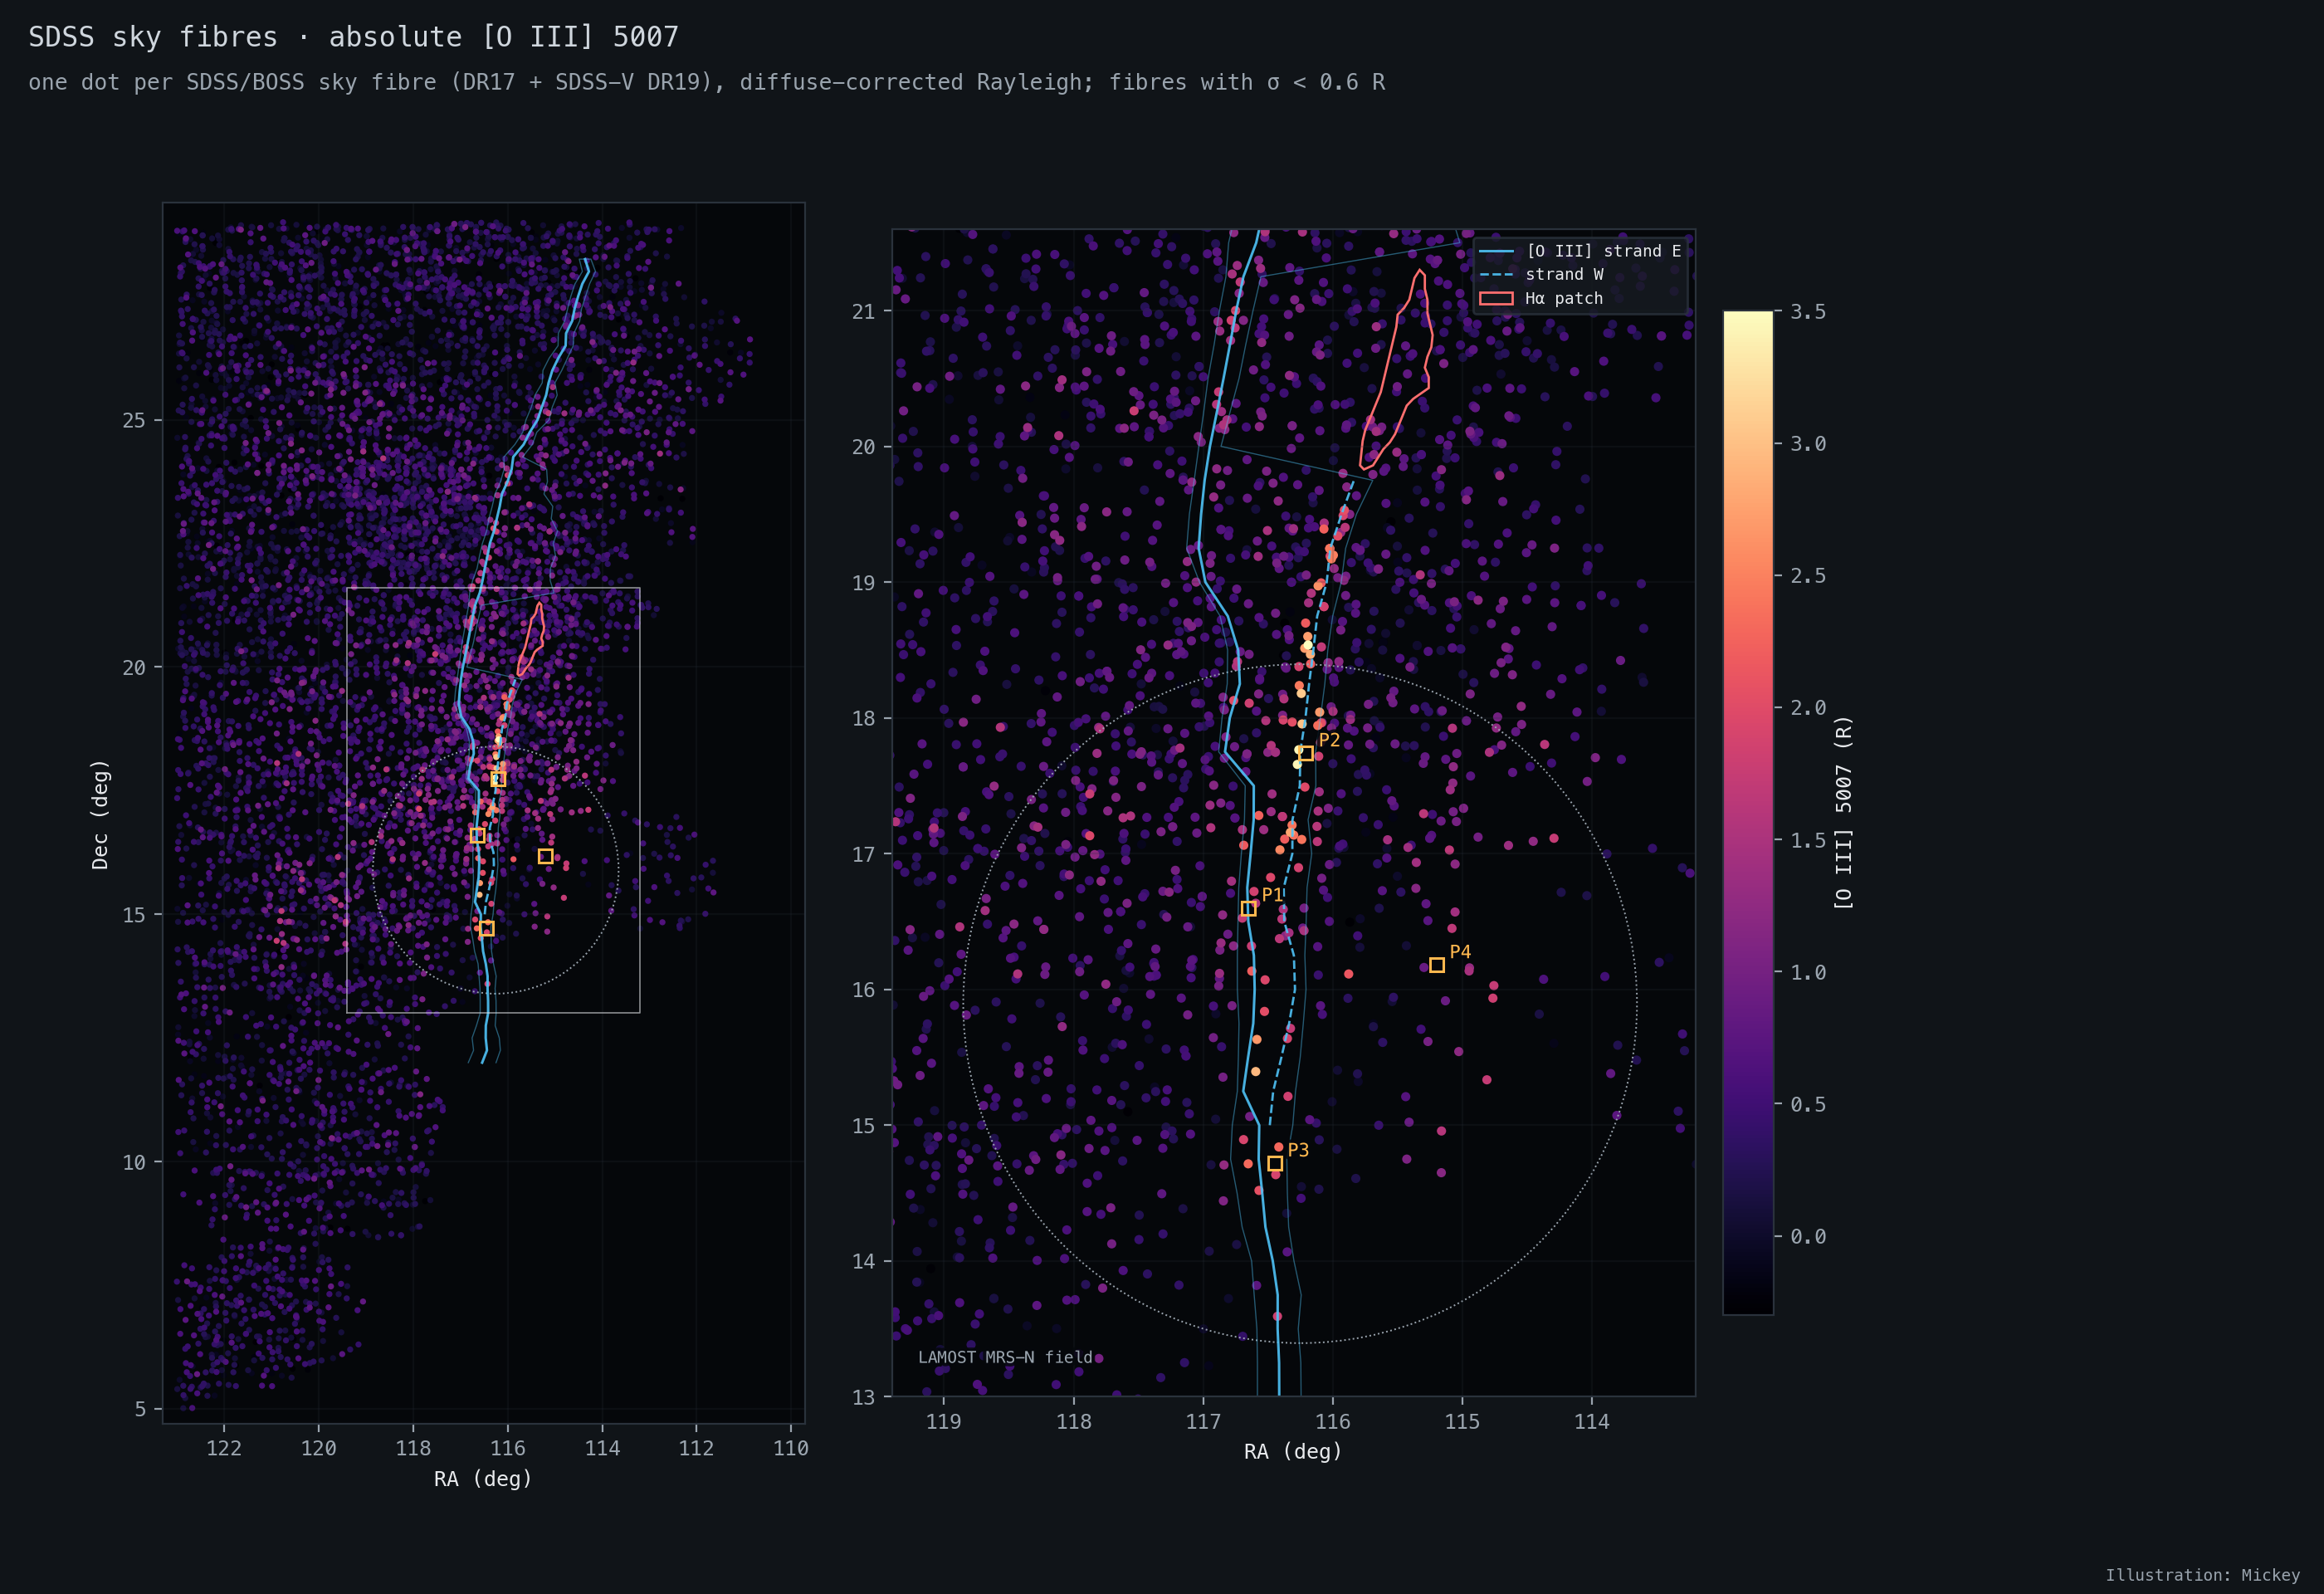 SDSS sky fibres · absolute [O III] 5007
one dot per SDSS/BOSS sky fibre (DR17 + SDSS−V DR19), diffuse−corrected Rayleigh; fibres with σ < 0.6 R
Dec (deg)
25
20
15
10
5
122
120
118
116
114
112
110
RA (deg)
[O III] strand E
strand W
Hα patch
21
20
19
18
17
16
15
14
13
P2
P1
P4
P3
LAMOST MRS−N field
119
118
117
116
115
114
RA (deg)
3.5
3.0
2.5
2.0
1.5
1.0
0.5
0.0
[O III] 5007 (R)
Illustration: Mickey